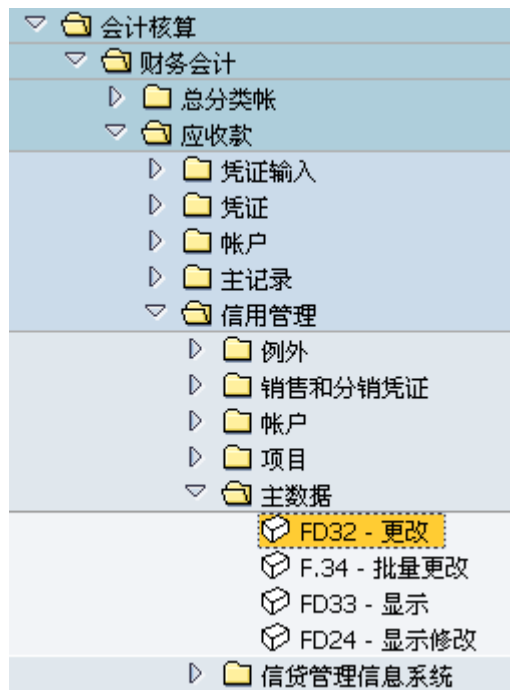 会计核算
财务会计
总分类帐
应收款
凭证输入
凭证
帐户
主记录
信用管理
例外
销售和分销凭证
帐户
项目
主数据
FD32 - 更改
F.34 - 批量更改
FD33 - 显示
FD24 - 显示修改
信贷管理信息系统